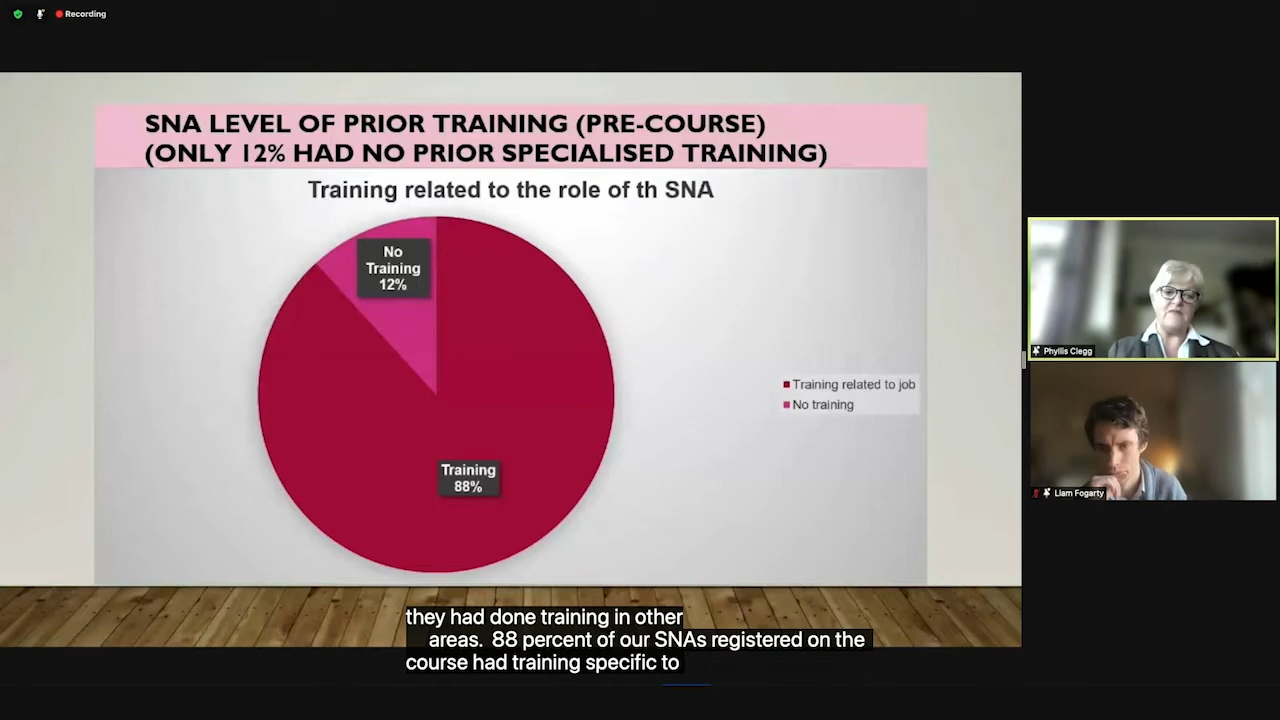 Recording
SNA LEVEL OF PRIOR TRAINING (PRE-COURSE)
(ONLY 12% HAD NO PRIOR SPECIALISED TRAINING)
Training related to the role of th SNA
No
Training
12%
Training
88%
Training related to job
No training
Phyllis Clegg
Liam Fogarty
they had done training in other
areas. 88 percent of our SNAs registered on the
course had training specific to